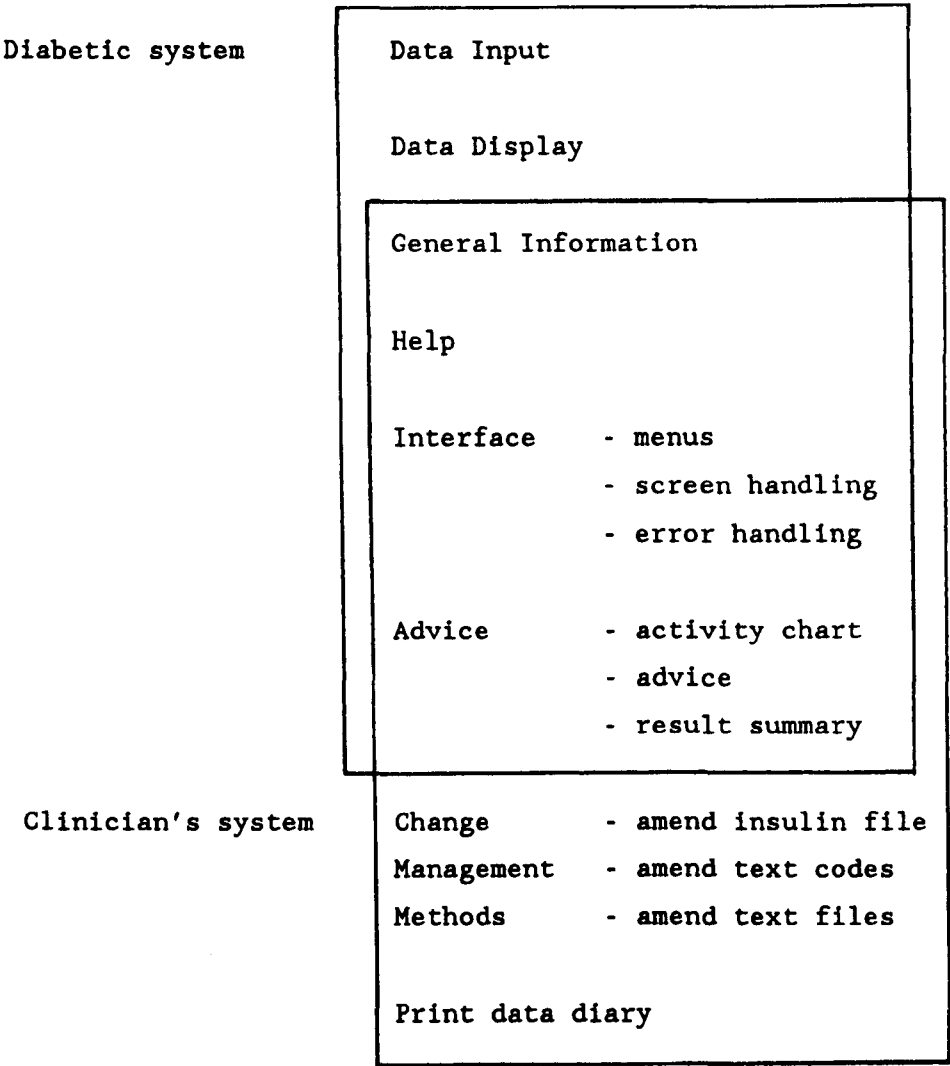 Diabetic system Data Input
Data Display
General Information
Help
Interface - menus
- screen handling
- error handling
Advice - activity chart
- advice
- result summary
Clinician's system Change - amend insulin file
Management - amend text codes
Methods - amend text files
Print data diary